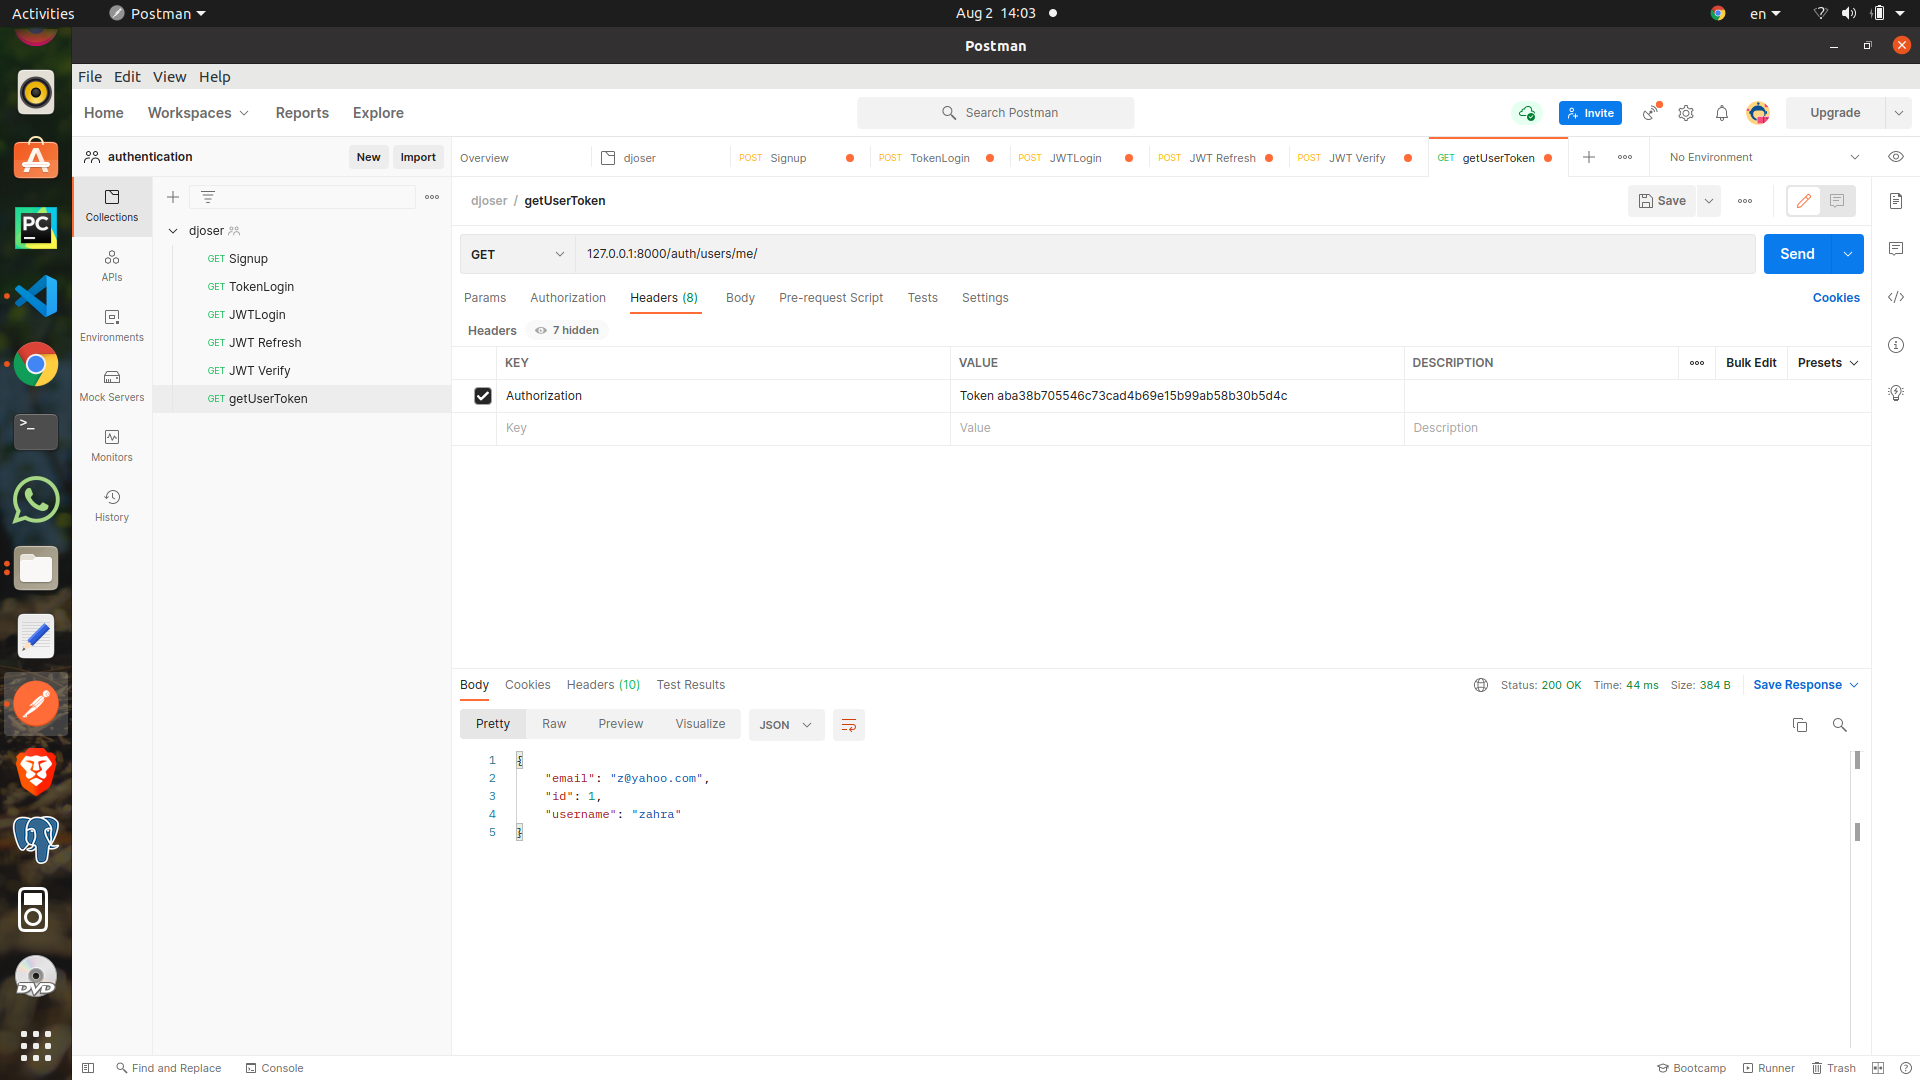 Activities
Postman
Aug 2 14:03
en
Postman
File Edit View Help
Home Workspaces Reports Explore
Search Postman
Invite
Upgrade
authentication
New Import
Overview
djoser
POST Signup
POST TokenLogin
POST JWTLogin
POST JWT Refresh
POST JWT Verify
GET getUserToken
No Environment
Collections
APIs
Environments
Mock Servers
Monitors
History
djoser
GET Signup
GET TokenLogin
GET JWTLogin
GET JWT Refresh
GET JWT Verify
GET getUserToken
djoser / getUserToken
Save
GET
127.0.0.1:8000/auth/users/me/
Send
Params Authorization Headers (8) Body Pre-request Script Tests Settings
Cookies
Headers 7 hidden
KEY VALUE DESCRIPTION
Bulk Edit Presets
Authorization Token aba38b705546c73cad4b69e15b99ab58b30b5d4c
Key Value Description
Body Cookies Headers (10) Test Results
Status: 200 OK Time: 44 ms Size: 384 B
Save Response
Pretty Raw Preview Visualize JSON
1 {
2 "email": "z@yahoo.com",
3 "id": 1,
4 "username": "zahra"
5 }
PC
>_
DVD
Find and Replace Console
Bootcamp Runner Trash